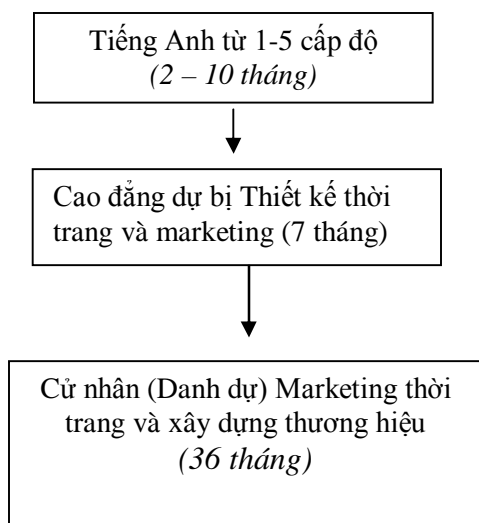 Tiếng Anh từ 1-5 cấp độ
(2 – 10 tháng)
Cao đẳng dự bị Thiết kế thời
trang và marketing (7 tháng)
Cử nhân (Danh dự) Marketing thời
trang và xây dựng thương hiệu
(36 tháng)